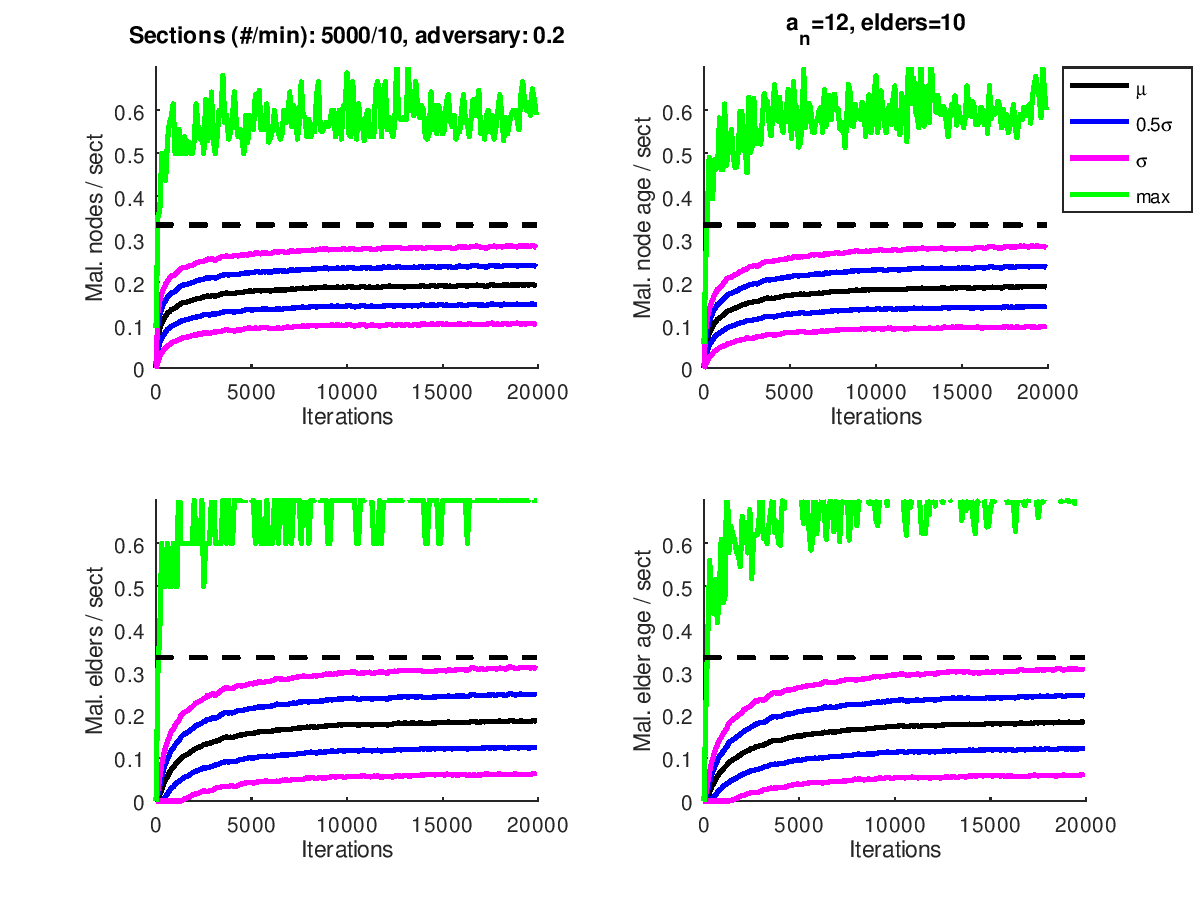 Sections (#/min): 5000/10, adversary: 0.2
Mal. nodes / sect
0.6
0.5
0.4
0.3
0.2
0.1
0
0 5000 10000 15000 20000
Iterations
aₙ=12, elders=10
Mal. node age / sect
0.6
0.5
0.4
0.3
0.2
0.1
0
0 5000 10000 15000 20000
Iterations
μ
0.5σ
σ
max
Mal. elders / sect
0.6
0.5
0.4
0.3
0.2
0.1
0
0 5000 10000 15000 20000
Iterations
Mal. elder age / sect
0.6
0.5
0.4
0.3
0.2
0.1
0
0 5000 10000 15000 20000
Iterations